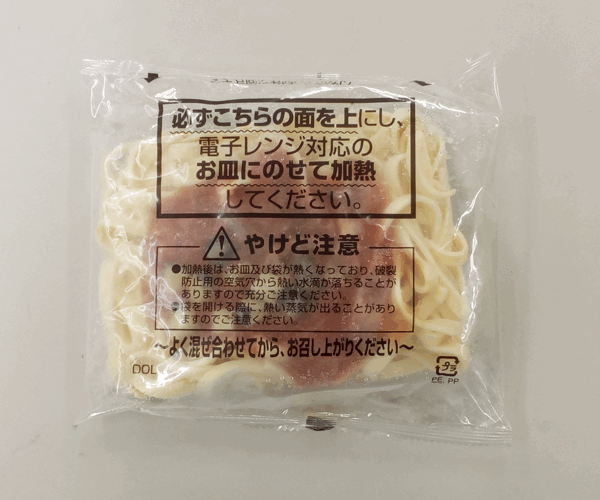 必ずこちらの面を上にし、
電子レンジ対応の
お皿にのせて加熱
してください。
やけど注意
●加熱後は、お皿及び袋が熱くなっており、破裂
防止用の空気穴から熱い水滴が落ちることが
ありますので充分ご注意ください。
●袋を開ける際に、熱い蒸気が出ることがあり
ますのでご注意ください。
〜よく混ぜ合わせてから、お召し上がりください〜
DOL
プラ
PE, PP